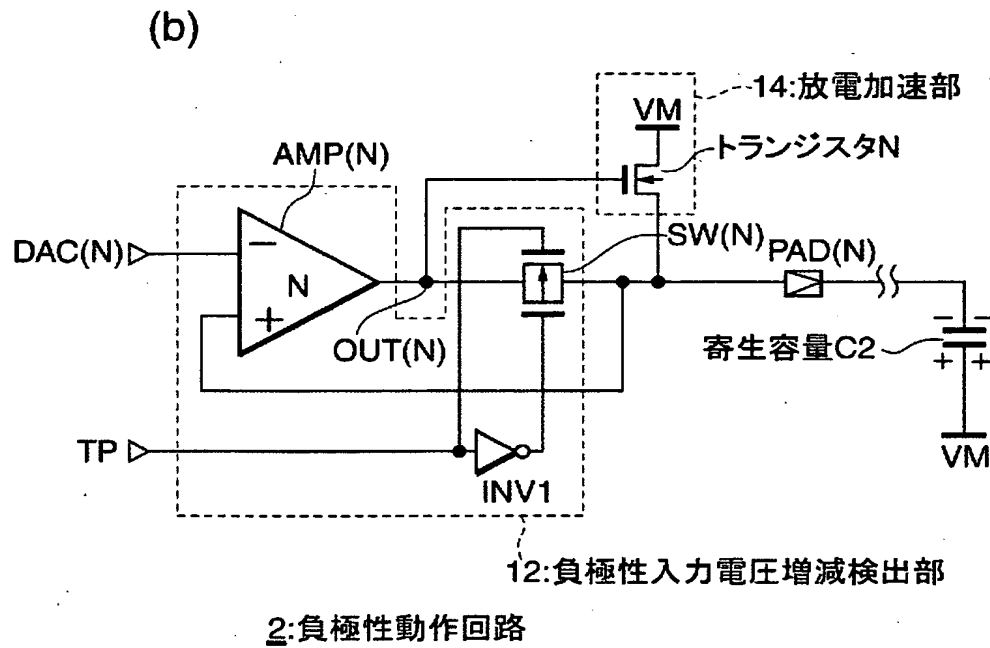 (b)
14:放電加速部
VM
トランジスタN
AMP(N)
SW(N)
PAD(N)
DAC(N)
−
N
+
OUT(N)
寄生容量C2
− −
+ +
TP
INV1
VM
12:負極性入力電圧増減検出部
2:負極性動作回路